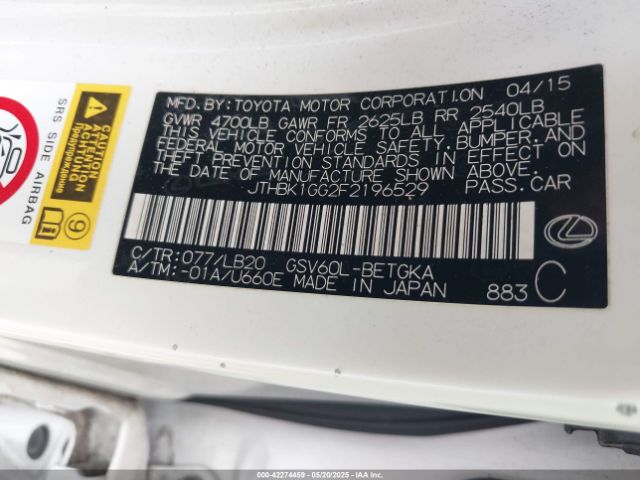 SRS SIDE AIRBAG
CAUTION
ATTENTION
9
MFD.BY:TOYOTA MOTOR CORPORATION 04/15
GVWR 4700LB GAWR FR 2625LB RR 2540LB
THIS VEHICLE CONFORMS TO ALL APPLICABLE
FEDERAL MOTOR VEHICLE SAFETY,BUMPER,AND
THEFT PREVENTION STANDARDS IN EFFECT ON
THE DATE OF MANUFACTURE SHOWN ABOVE.
JTHBK1GG2F2196529 PASS.CAR
C/TR:077/LB20 GSV60L-BETGKA
A/TM:-01A/U660E MADE IN JAPAN 883 C
000-42274459 - 05/20/2025 - IAAI.COM